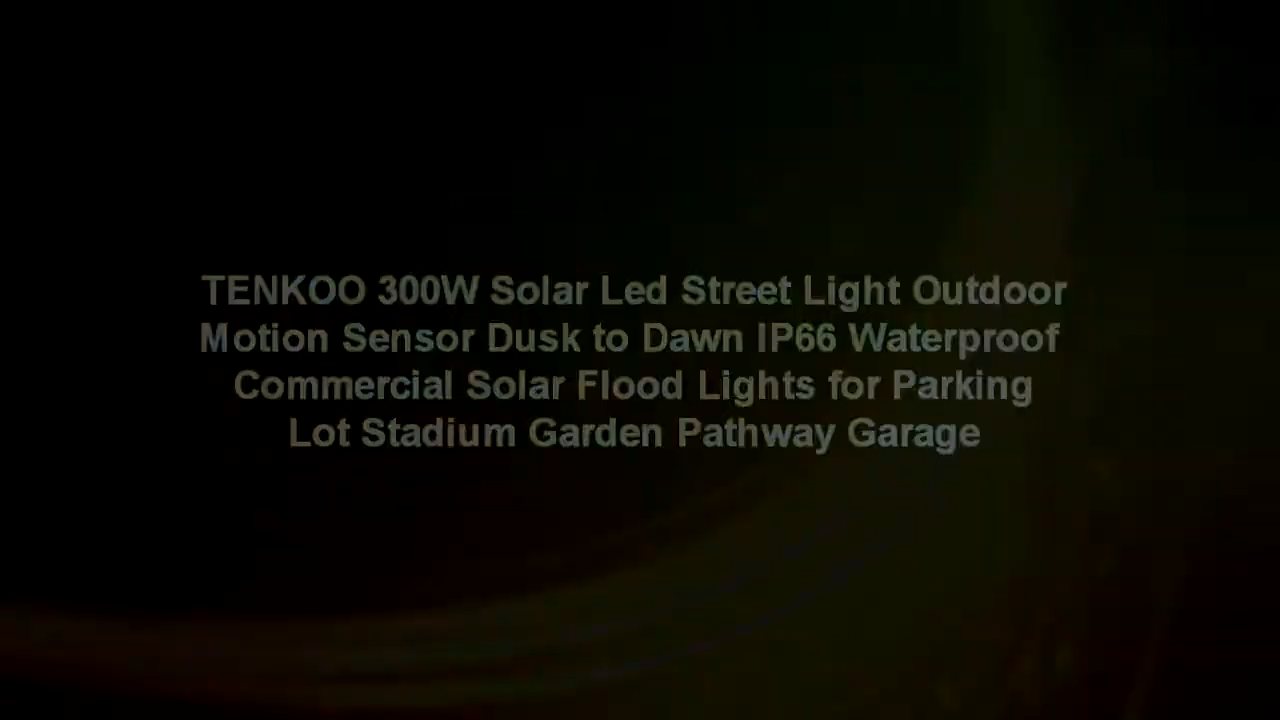 TENKOO 300W Solar Led Street Light Outdoor
Motion Sensor Dusk to Dawn IP66 Waterproof
Commercial Solar Flood Lights for Parking
Lot Stadium Garden Pathway Garage